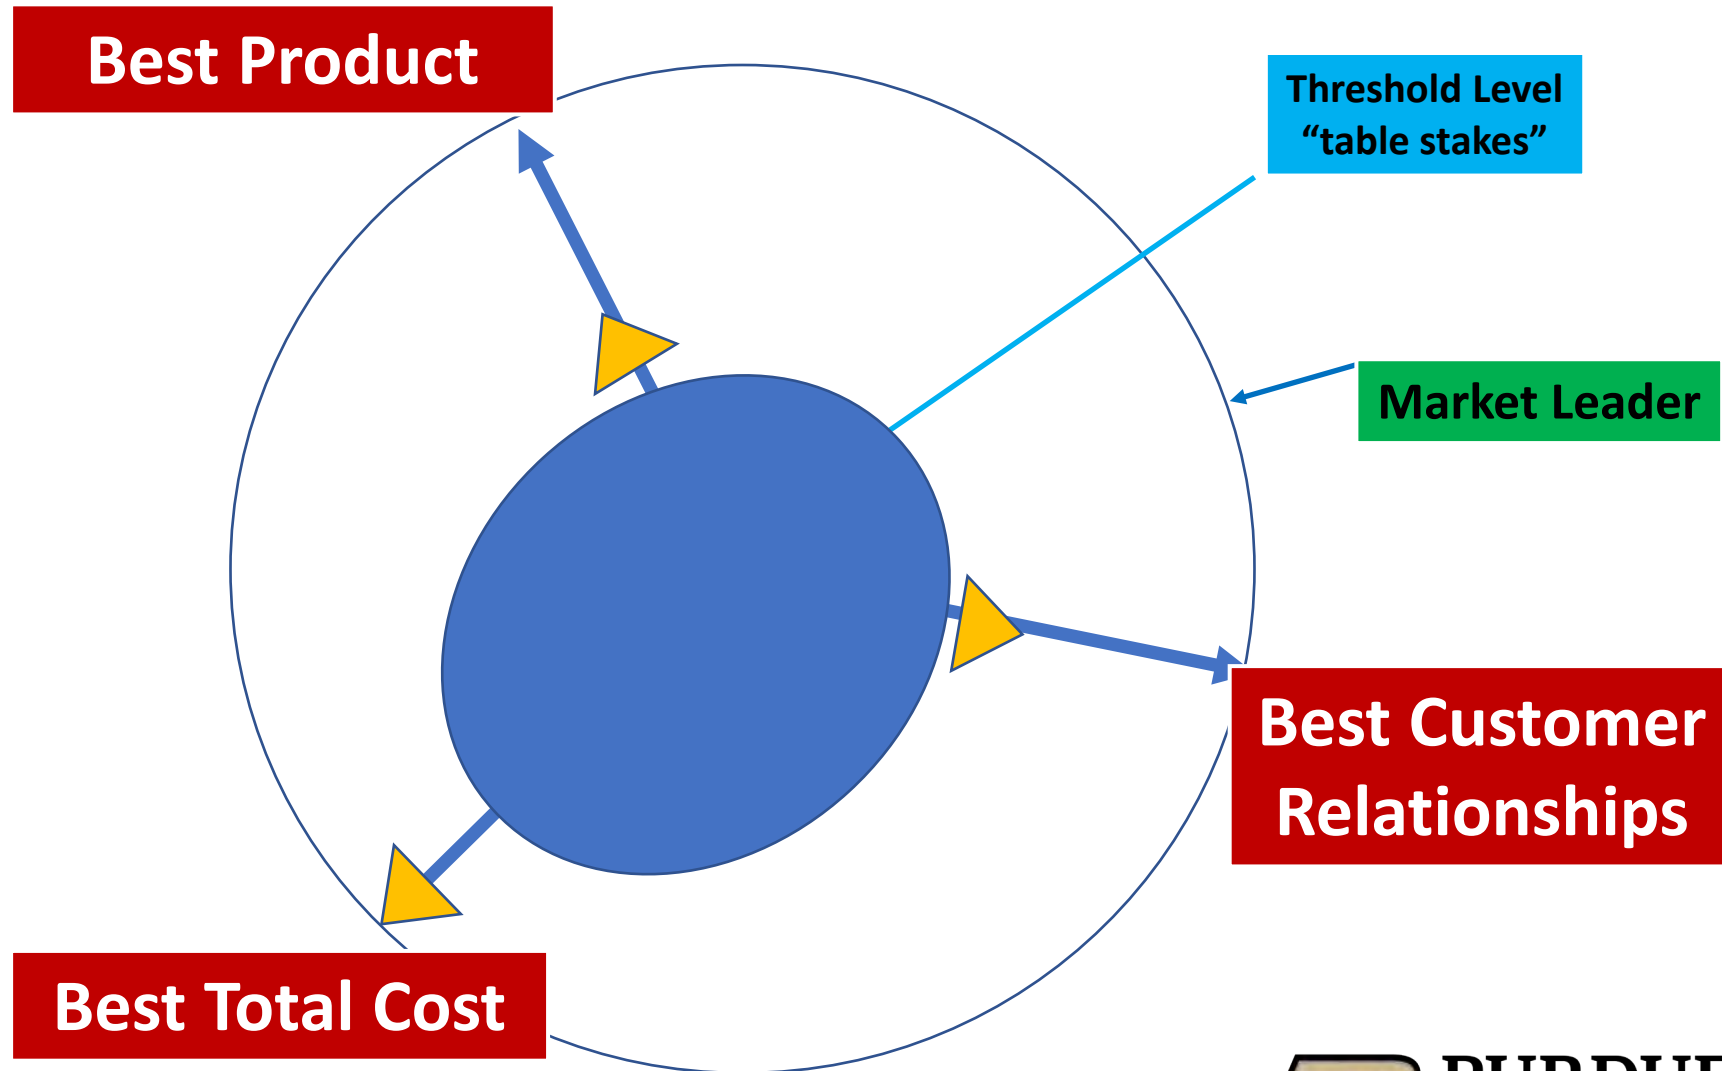 Best Product
Threshold Level
“table stakes”
Market Leader
Best Customer
Relationships
Best Total Cost